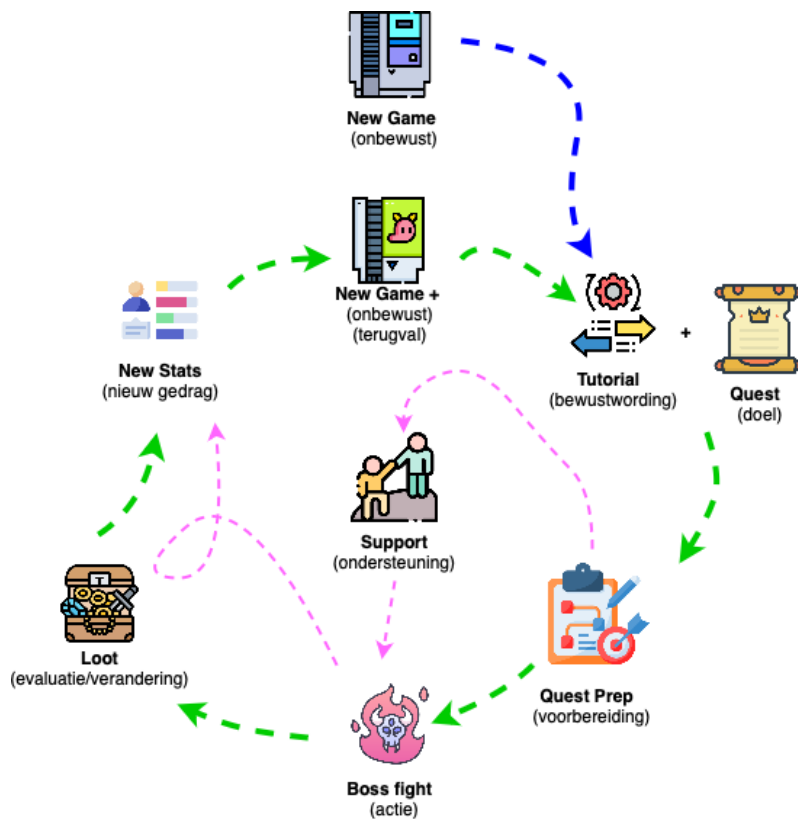 New Game
(onbewust)
New Game +
(onbewust)
(terugval)
New Stats
(nieuw gedrag)
+
Tutorial
(bewustwording)
Quest
(doel)
Support
(ondersteuning)
Loot
(evaluatie/verandering)
Quest Prep
(voorbereiding)
Boss fight
(actie)
T